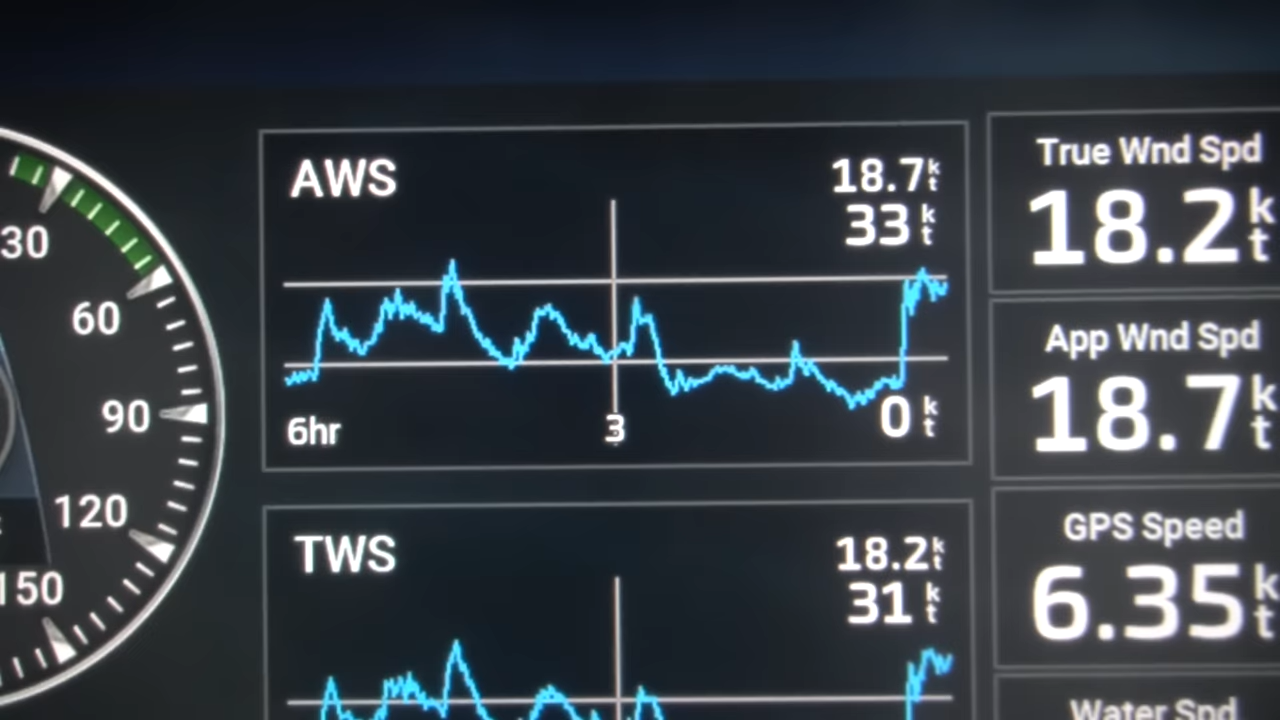 30
60
90
120
150
AWS
18.7kt
33kt
6hr
3
0kt
TWS
18.2kt
31kt
True Wnd Spd
18.2kt
App Wnd Spd
18.7kt
GPS Speed
6.35kt
Water Spd